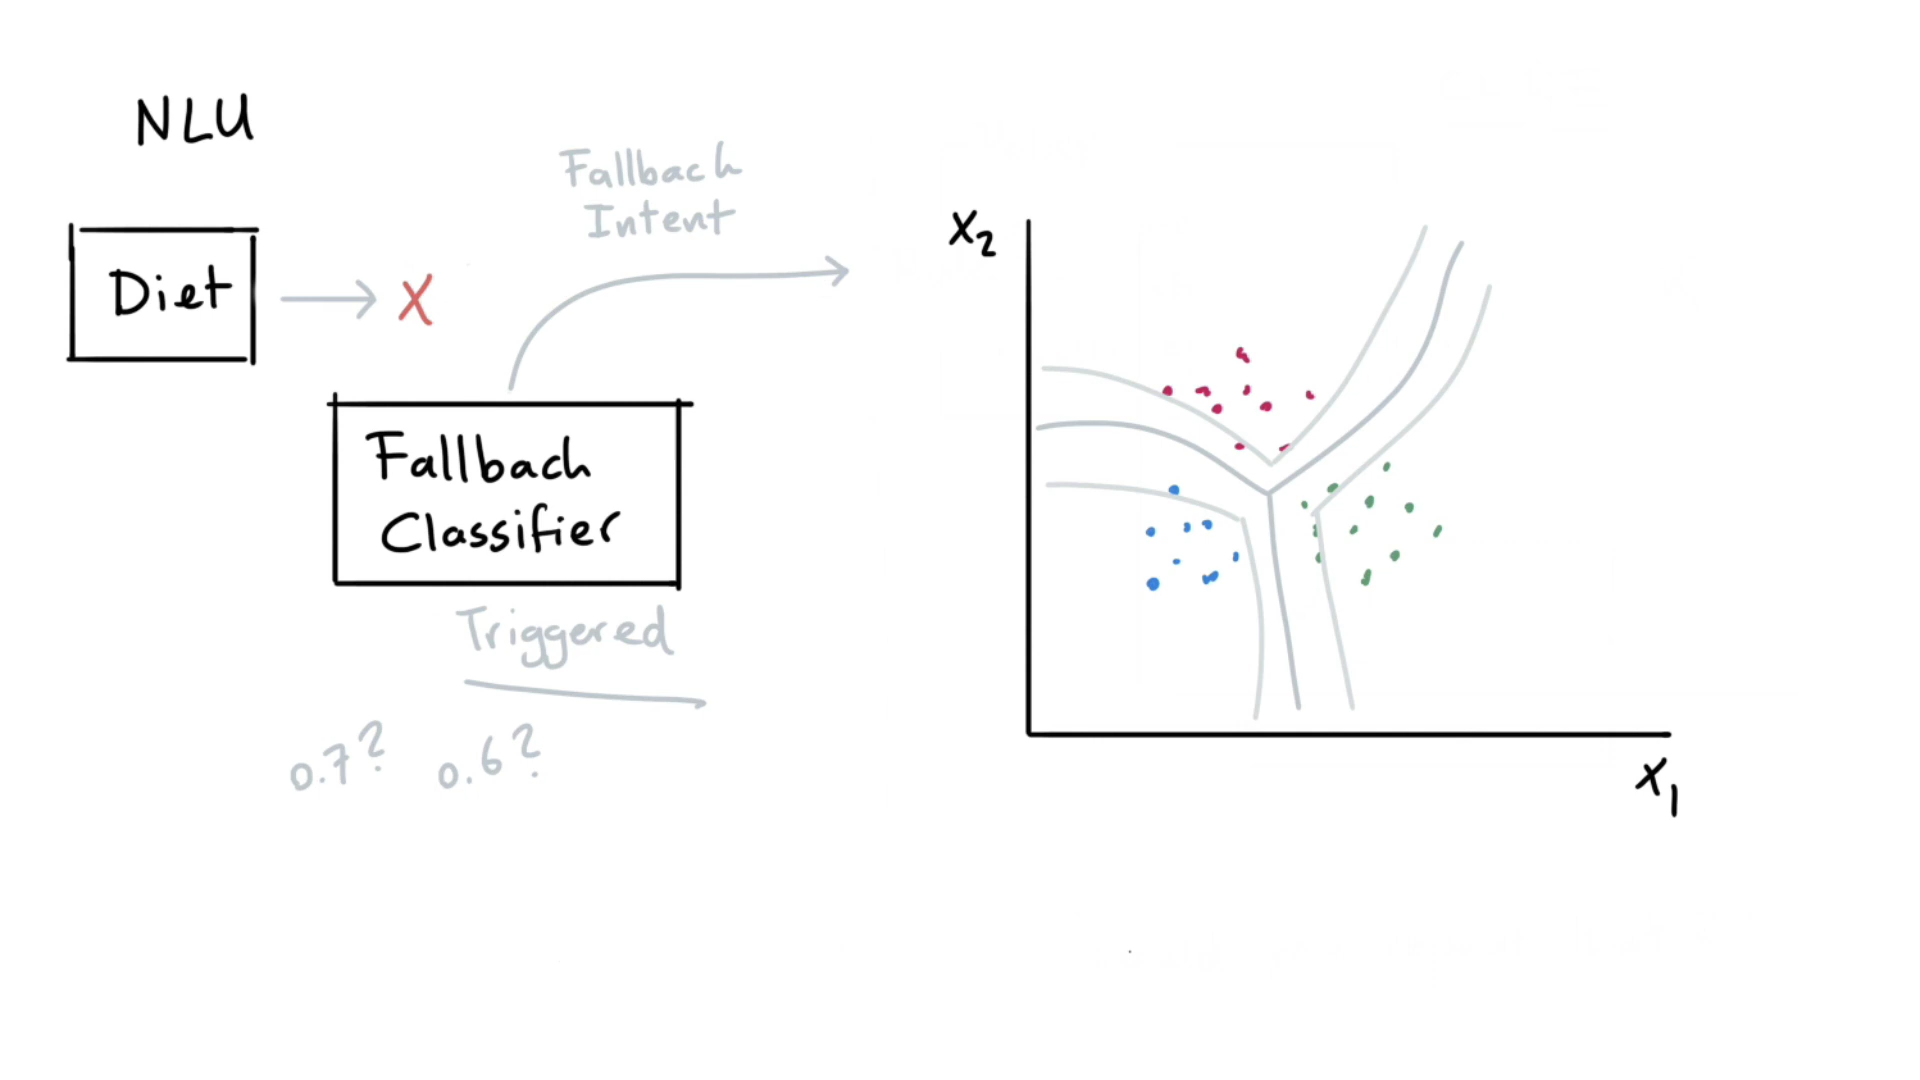 NLU
Diet
X
Fallback
Intent
Fallback
Classifier
Triggered
0.7? 0.6?
X2
X1